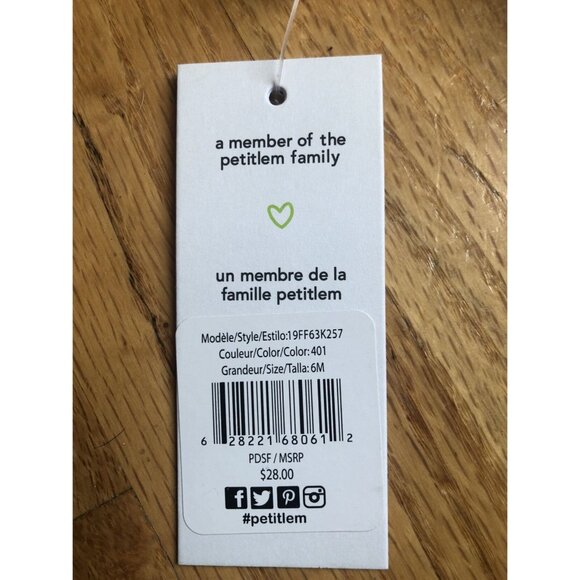 a member of the
petitlem family
un membre de la
famille petitlem
Modèle/Style/Estilo:19FF63K257
Couleur/Color/Color:401
Grandeur/Size/Talla:6M
6 28221 68061 2
PDSF / MSRP
$28.00
#petitlem